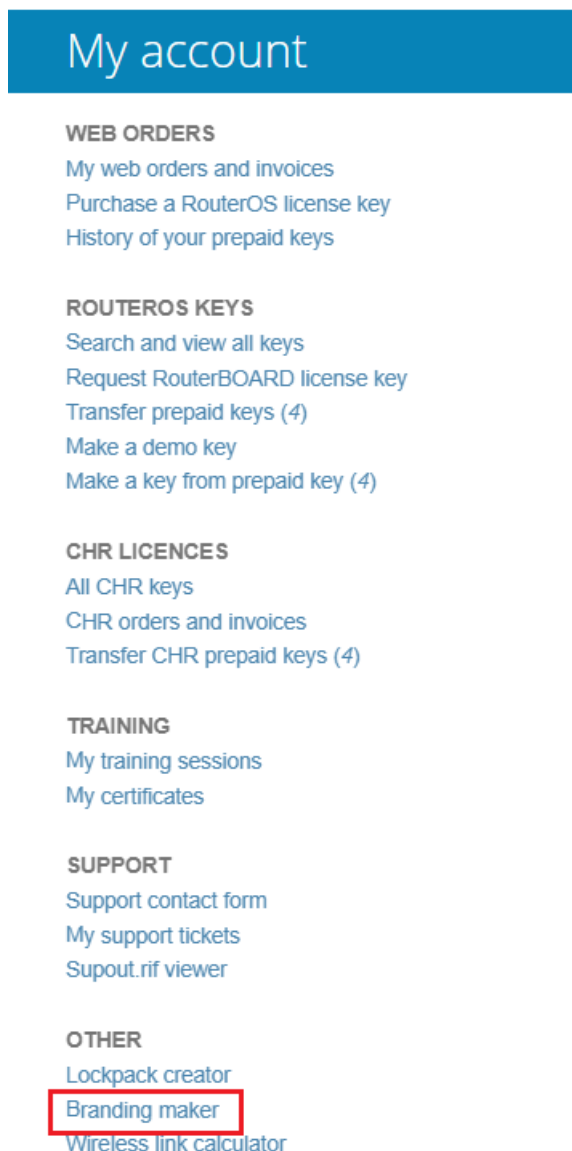 My account
WEB ORDERS
My web orders and invoices
Purchase a RouterOS license key
History of your prepaid keys
ROUTEROS KEYS
Search and view all keys
Request RouterBOARD license key
Transfer prepaid keys (4)
Make a demo key
Make a key from prepaid key (4)
CHR LICENCES
All CHR keys
CHR orders and invoices
Transfer CHR prepaid keys (4)
TRAINING
My training sessions
My certificates
SUPPORT
Support contact form
My support tickets
Supout.rif viewer
OTHER
Lockpack creator
Branding maker
Wireless link calculator